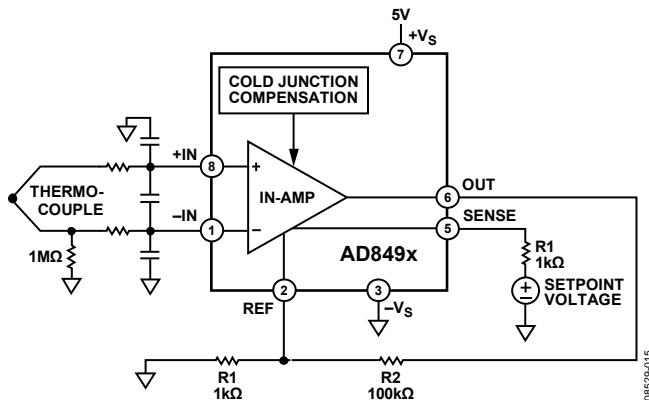 5V
+VS
7
COLD JUNCTION
COMPENSATION
+IN
8
+
THERMO-
COUPLE
IN-AMP
6
OUT
SENSE
–IN
1
–
5
AD849x
R1
1kΩ
1MΩ
2
3
+
–
SETPOINT
VOLTAGE
REF
–VS
R1
1kΩ
R2
100kΩ
08529-015